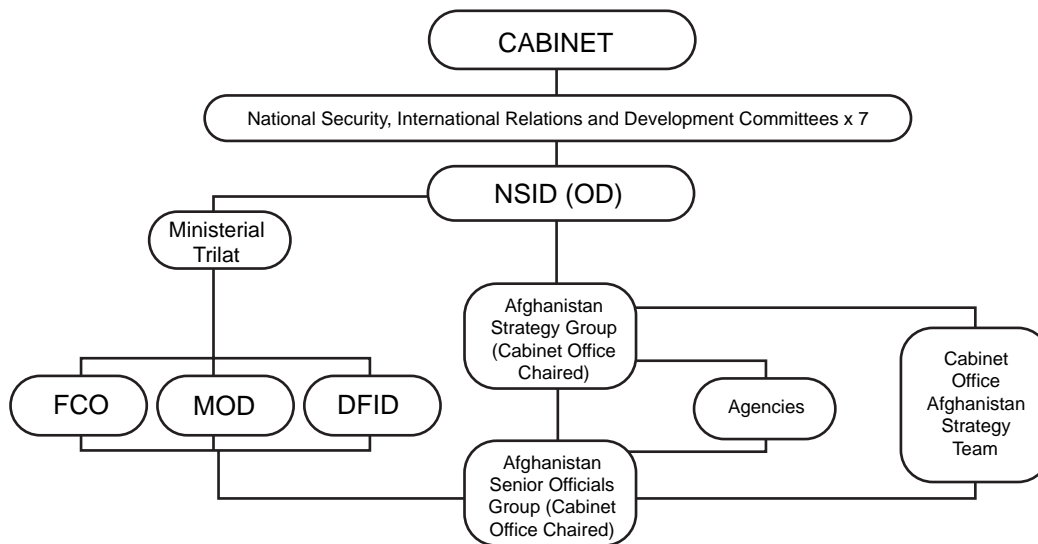 CABINET
National Security, International Relations and Development Committees x 7
NSID (OD)
Ministerial
Trilat
Afghanistan
Strategy Group
(Cabinet Office
Chaired)
Cabinet
Office
Afghanistan
Strategy
Team
FCO
MOD
DFID
Agencies
Afghanistan
Senior Officials
Group (Cabinet
Office Chaired)